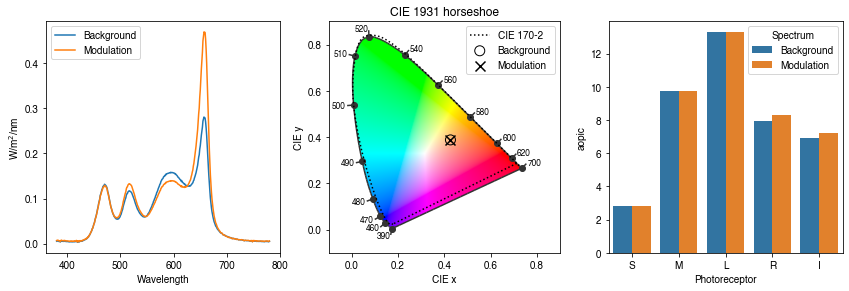 Background
Modulation
0.4
0.3
0.2
0.1
0.0
W/m²/nm
400
500
600
700
800
Wavelength
CIE 1931 horseshoe
CIE 170-2
Background
Modulation
520
540
510
560
500
580
600
620
700
490
480
470
460
390
0.8
0.6
0.4
0.2
0.0
CIE y
0.0
0.2
0.4
0.6
0.8
CIE x
Spectrum
Background
Modulation
12
10
8
6
4
2
0
aopic
S
M
L
R
I
Photoreceptor